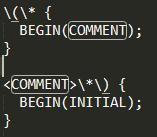 \(\* {
  BEGIN(COMMENT);
}
<COMMENT>\*\) {
  BEGIN(INITIAL);
}